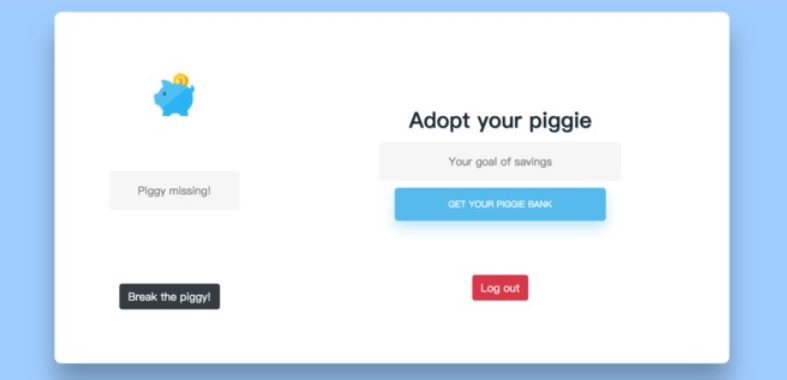 Piggy missing!
Break the piggy!
Adopt your piggie
Your goal of savings
GET YOUR PIGGIE BANK
Log out